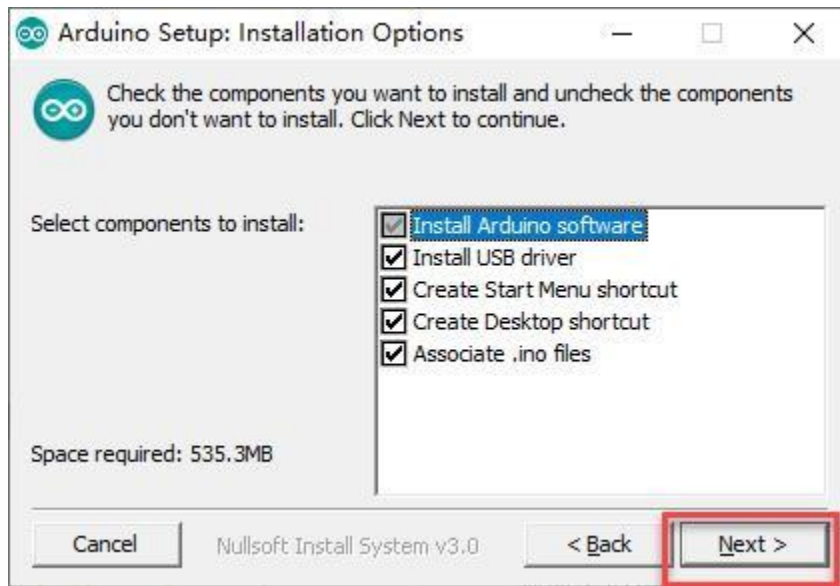 Arduino Setup: Installation Options
Check the components you want to install and uncheck the components
you don't want to install. Click Next to continue.
Select components to install:
Install Arduino software
Install USB driver
Create Start Menu shortcut
Create Desktop shortcut
Associate .ino files
Space required: 535.3MB
Cancel
Nullsoft Install System v3.0
< Back
Next >